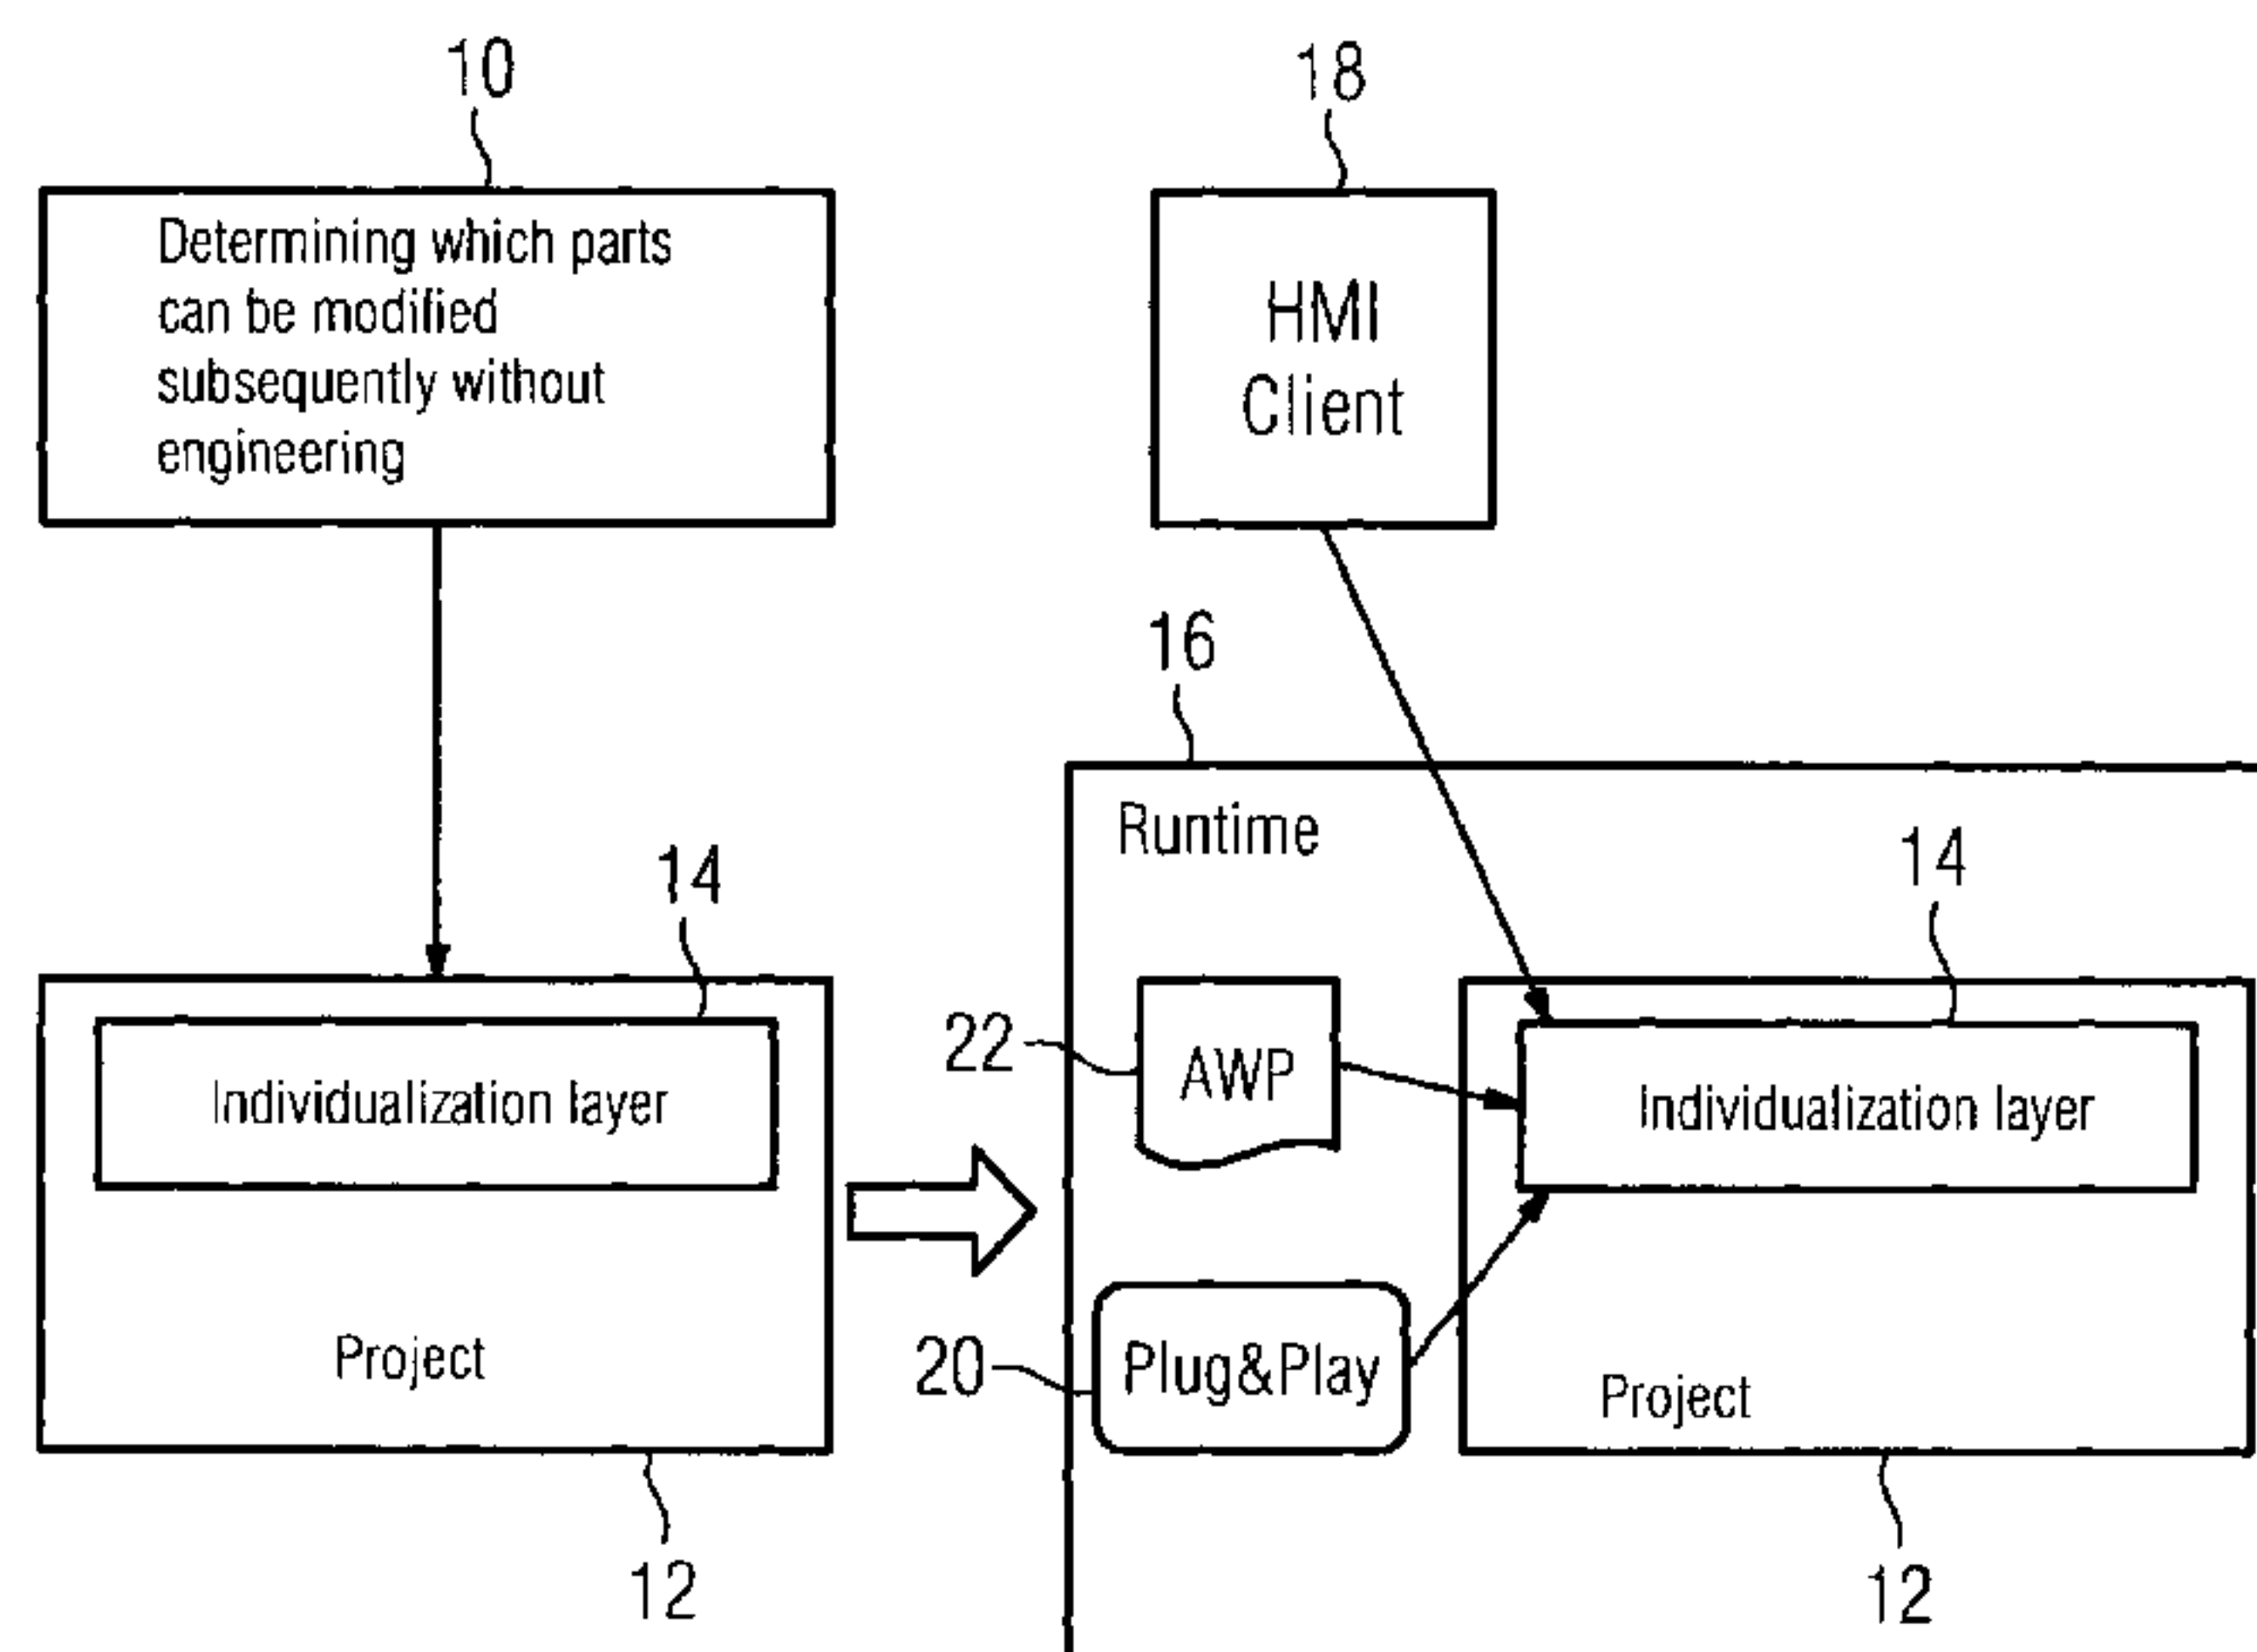 10
Determining which parts
can be modified
subsequently without
engineering
18
HMI
Client
16
Runtime
14
Individualization layer
Project
12
22
AWP
20
Plug&Play
14
Individualization layer
Project
12